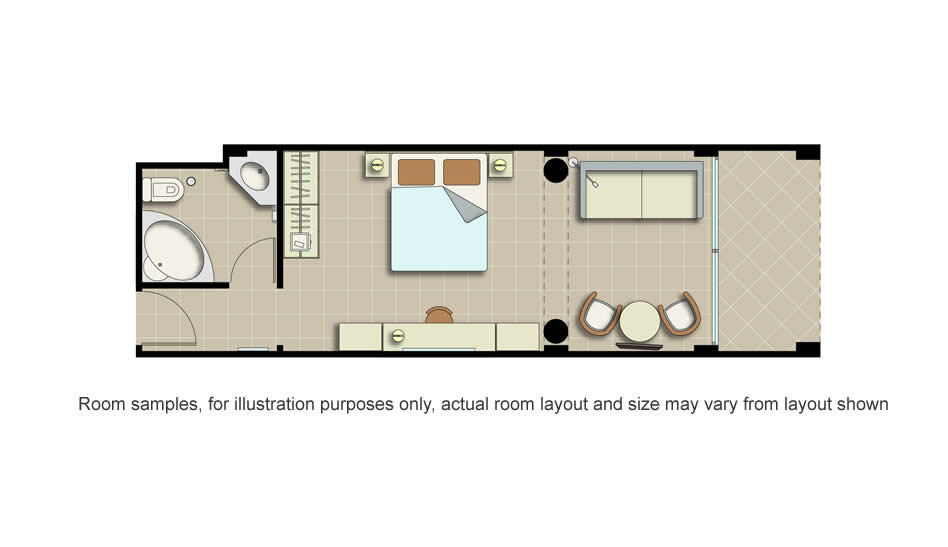 Room samples, for illustration purposes only, actual room layout and size may vary from layout shown